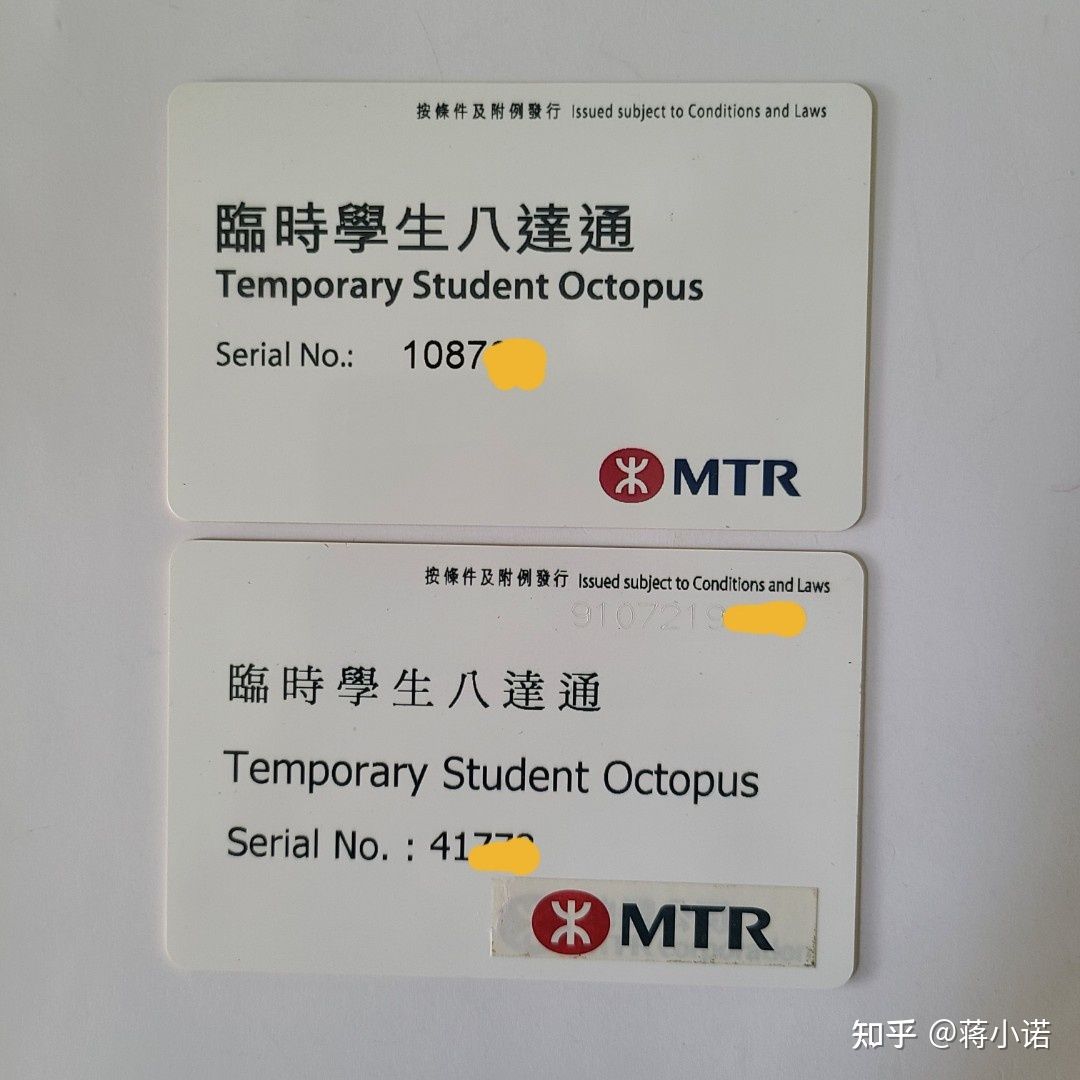 按條件及附例發行 Issued subject to Conditions and Laws
臨時學生八達通
Temporary Student Octopus
Serial No.: 1087
MTR
按條件及附例發行 Issued subject to Conditions and Laws
9107219
臨時學生八達通
Temporary Student Octopus
Serial No. : 417
MTR
知乎 @蒋小诺